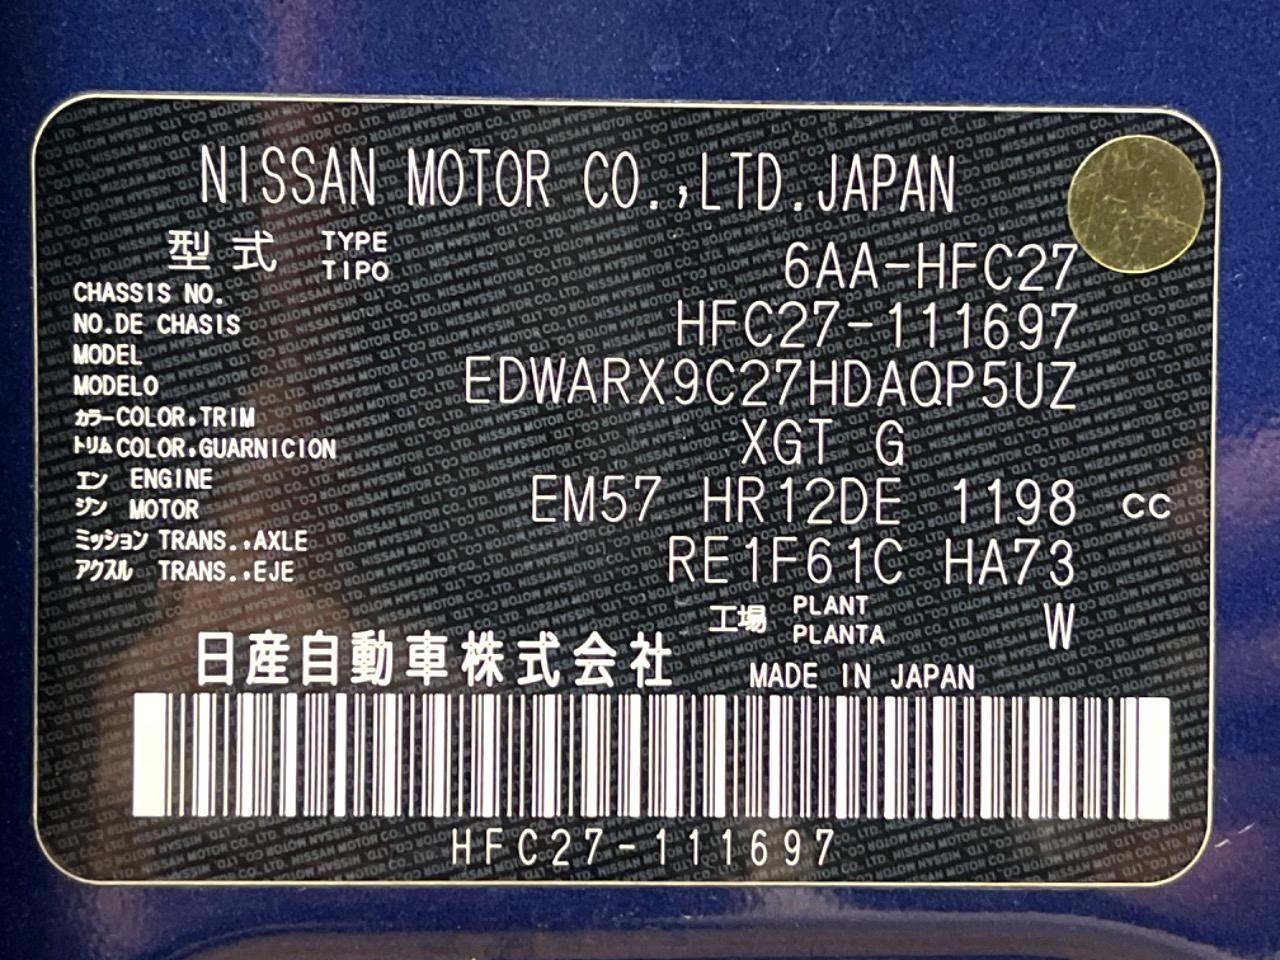 NISSAN MOTOR CO.,LTD.JAPAN
型式 TYPE TIPO 6AA-HFC27
CHASSIS NO.
NO.DE CHASIS HFC27-111697
MODEL
MODELO EDWARX9C27HDAQP5UZ
カラーCOLOR,TRIM
トリムCOLOR,GUARNICION XGT G
エン ENGINE
ジン MOTOR EM57 HR12DE 1198 cc
ミッション TRANS.,AXLE
アクスル TRANS.,EJE RE1F61C HA73
工場 PLANT PLANTA W
日産自動車株式会社 MADE IN JAPAN
HFC27-111697